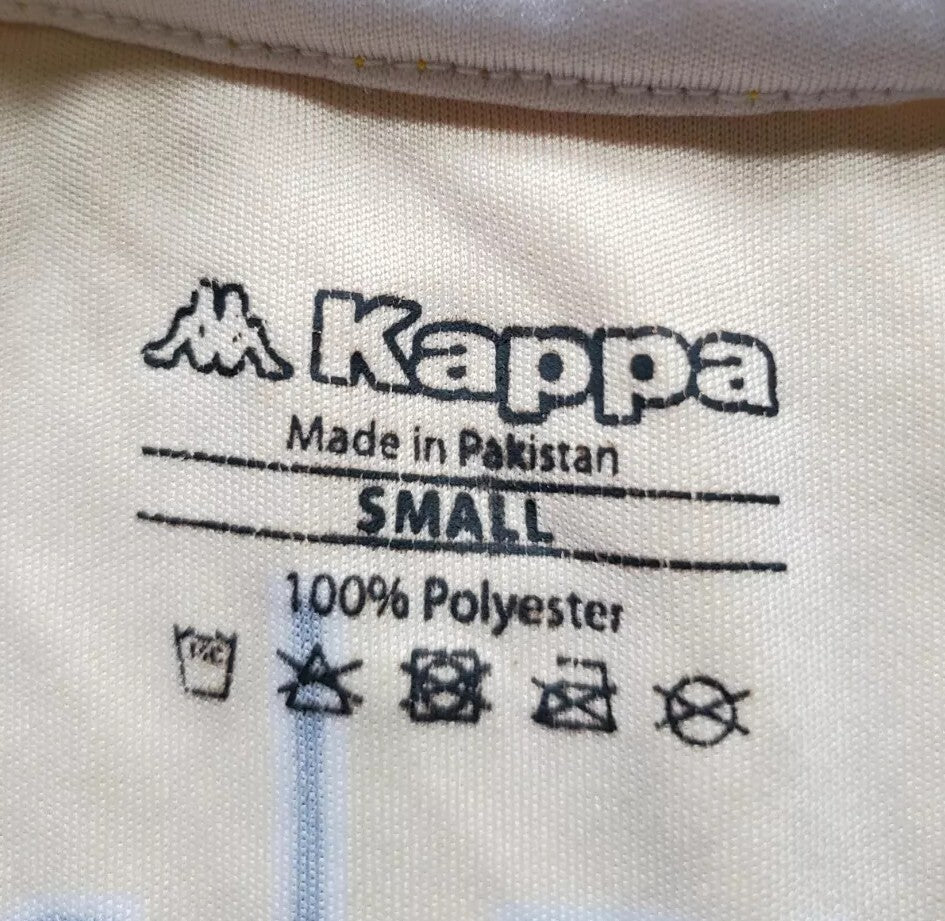 Kappa
Made in Pakistan
SMALL
100% Polyester